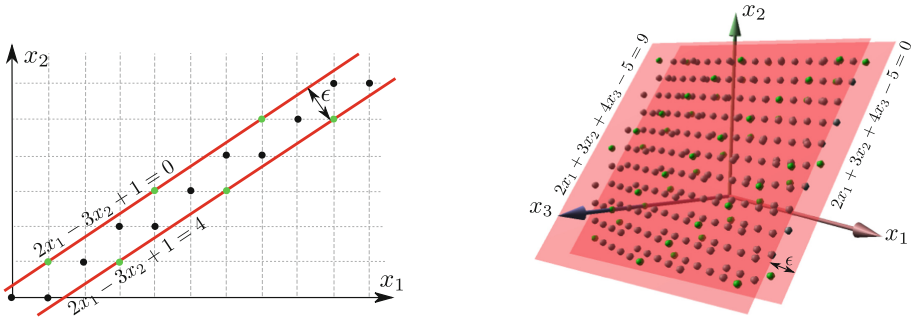 x₂
ϵ
2x₁ − 3x₂ + 1 = 0
2x₁ − 3x₂ + 1 = 4
x₁
x₂
2x₁ + 3x₂ + 4x₃ − 5 = 9
2x₁ + 3x₂ + 4x₃ − 5 = 0
x₃
x₁
ϵ